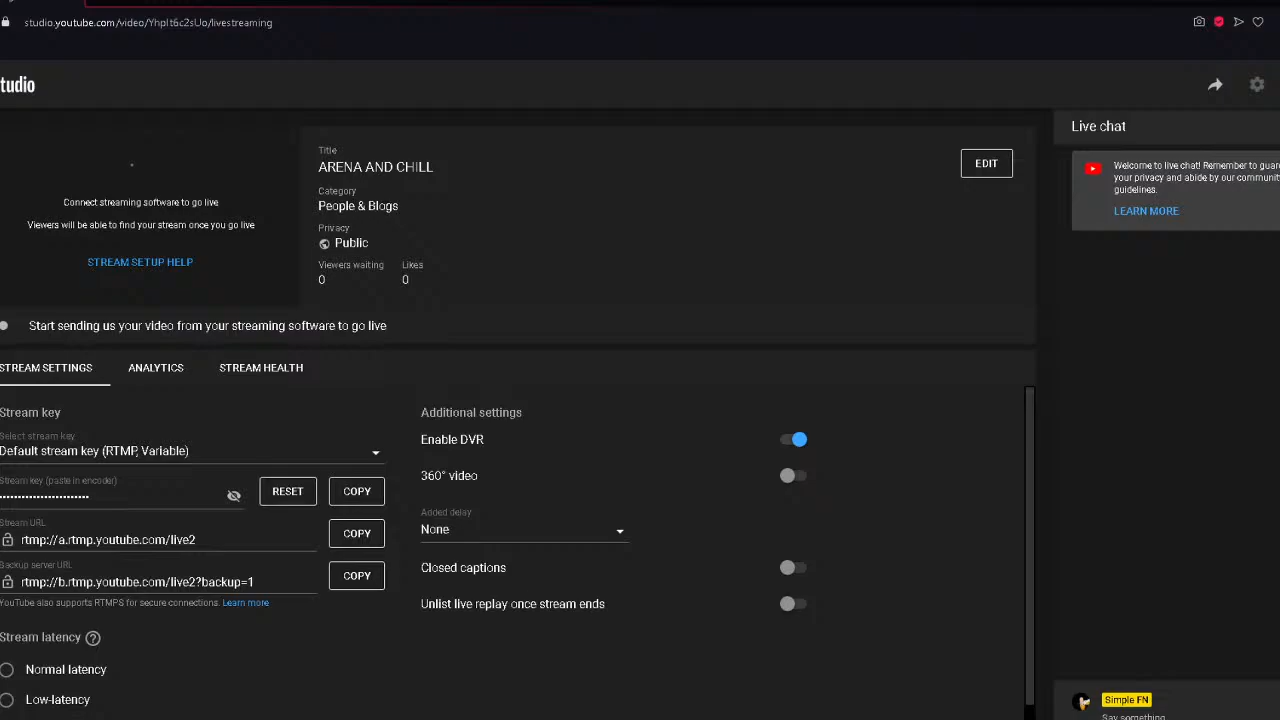 studio.youtube.com/video/YhpIt6c2sUo/livestreaming
tudio
Connect streaming software to go live
Viewers will be able to find your stream once you go live
STREAM SETUP HELP
Title
ARENA AND CHILL
Category
People & Blogs
Privacy
Public
Viewers waiting Likes
0 0
EDIT
Live chat
Welcome to live chat! Remember to guar
your privacy and abide by our communit
guidelines.
LEARN MORE
Start sending us your video from your streaming software to go live
STREAM SETTINGS ANALYTICS STREAM HEALTH
Stream key
Select stream key
Default stream key (RTMP, Variable)
Stream key (paste in encoder)
RESET COPY
Stream URL
rtmp://a.rtmp.youtube.com/live2
COPY
Backup server URL
rtmp://b.rtmp.youtube.com/live2?backup=1
COPY
YouTube also supports RTMPS for secure connections. Learn more
Stream latency
Normal latency
Low-latency
Additional settings
Enable DVR
360° video
Added delay
None
Closed captions
Unlist live replay once stream ends
Simple FN
Say something